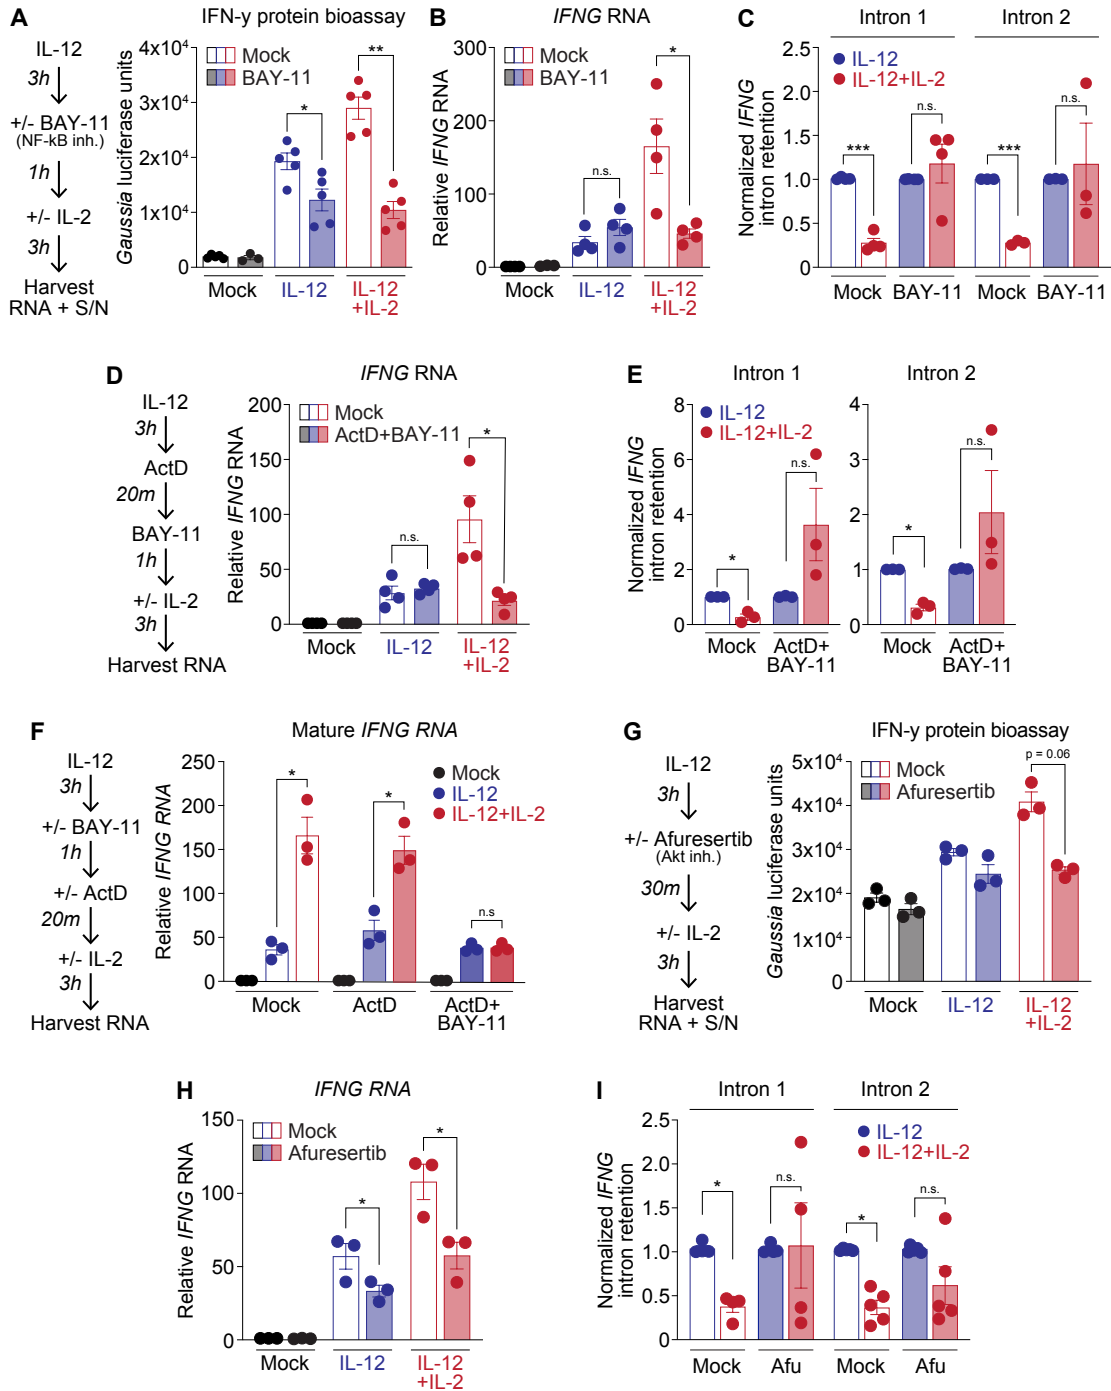 A
IL-12
3h
+/- BAY-11
(NF-kB inh.)
1h
+/- IL-2
3h
Harvest
RNA + S/N
IFN-y protein bioassay
Mock
BAY-11
Gaussia luciferase units
4x10⁴
3x10⁴
2x10⁴
1x10⁴
0
*
**
Mock
IL-12
IL-12
+IL-2
B
IFNG RNA
Mock
BAY-11
Relative IFNG RNA
300
200
100
0
n.s.
*
Mock
IL-12
IL-12
+IL-2
C
Intron 1
Intron 2
IL-12
IL-12+IL-2
Normalized IFNG
intron retention
2.5
2.0
1.5
1.0
0.5
0
***
n.s.
***
n.s.
Mock
BAY-11
Mock
BAY-11
D
IL-12
3h
ActD
20m
BAY-11
1h
+/- IL-2
3h
Harvest RNA
IFNG RNA
Mock
ActD+BAY-11
Relative IFNG RNA
200
150
100
50
0
n.s.
*
Mock
IL-12
IL-12
+IL-2
E
Intron 1
Intron 2
IL-12
IL-12+IL-2
Normalized IFNG
intron retention
8
6
4
2
0
*
n.s.
Mock
ActD+
BAY-11
4
3
2
1
0
*
n.s.
Mock
ActD+
BAY-11
F
IL-12
3h
+/- BAY-11
1h
+/- ActD
20m
+/- IL-2
3h
Harvest RNA
Mature IFNG RNA
Mock
IL-12
IL-12+IL-2
Relative IFNG RNA
250
200
150
100
50
0
*
*
n.s
Mock
ActD
ActD+
BAY-11
G
IL-12
3h
+/- Afuresertib
(Akt inh.)
30m
+/- IL-2
3h
Harvest
RNA + S/N
IFN-y protein bioassay
Mock
Afuresertib
Gaussia luciferase units
5x10⁴
4x10⁴
3x10⁴
2x10⁴
1x10⁴
0
p = 0.06
Mock
IL-12
IL-12
+IL-2
H
IFNG RNA
Mock
Afuresertib
Relative IFNG RNA
150
100
50
0
*
*
Mock
IL-12
IL-12
+IL-2
I
Intron 1
Intron 2
IL-12
IL-12+IL-2
Normalized IFNG
intron retention
2.5
2.0
1.5
1.0
0.5
0
*
n.s.
*
n.s.
Mock
Afu
Mock
Afu